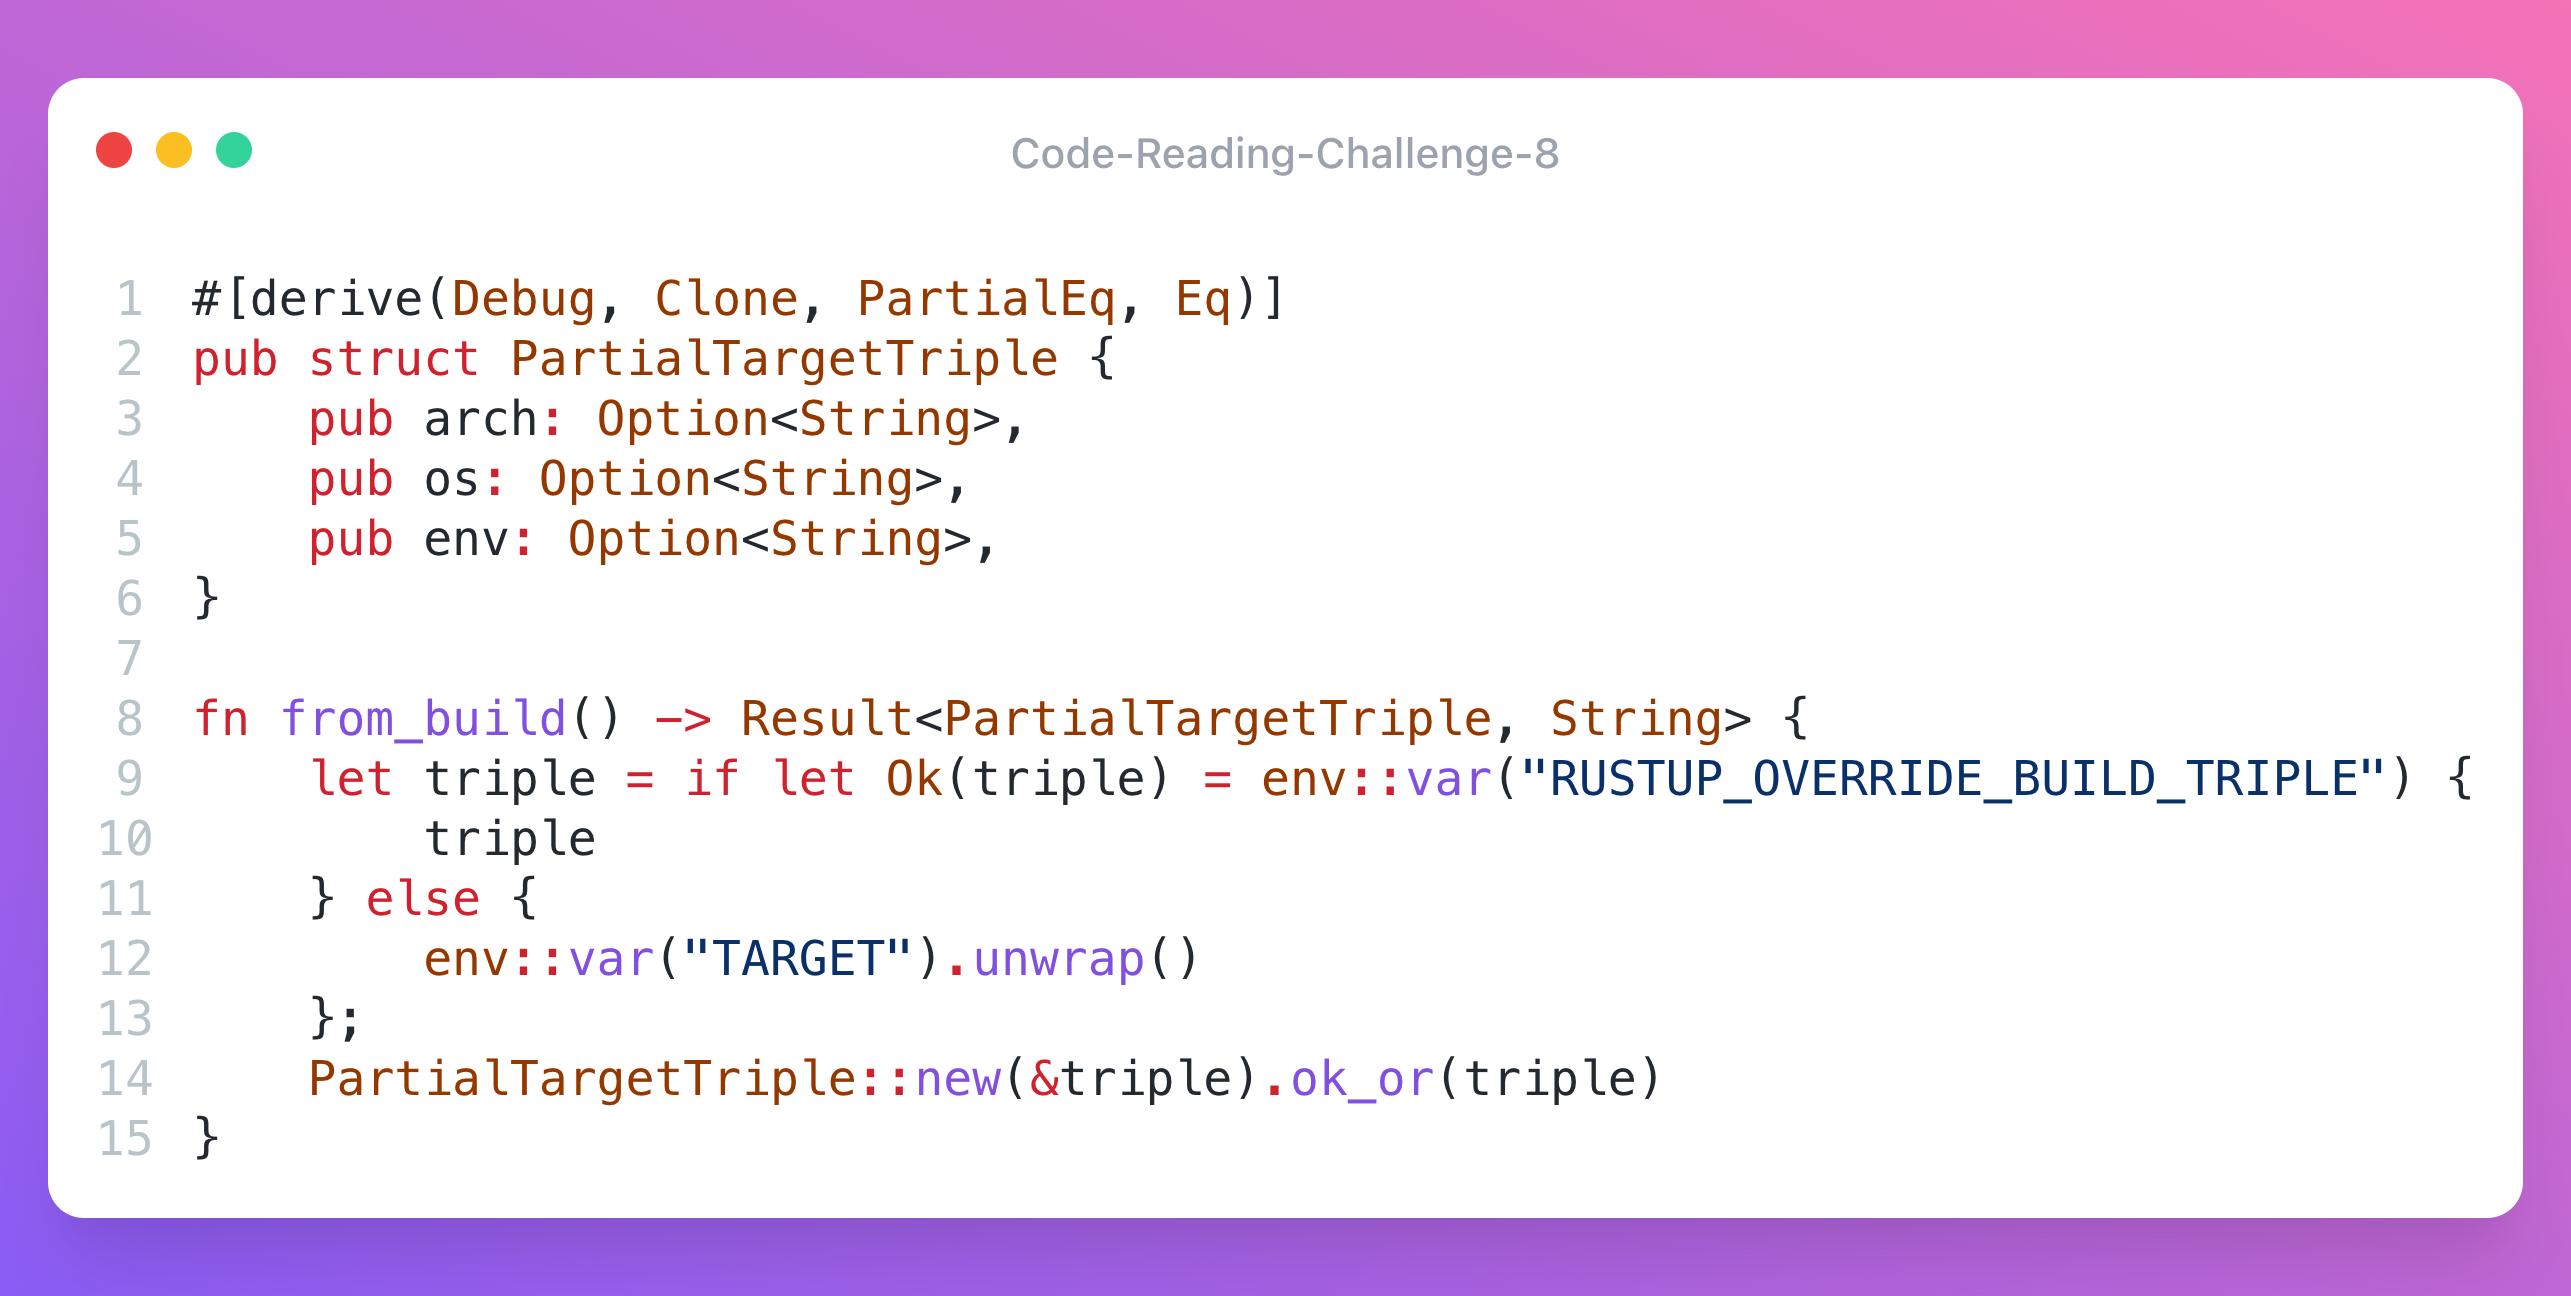 Code-Reading-Challenge-8
1 #[derive(Debug, Clone, PartialEq, Eq)]
2 pub struct PartialTargetTriple {
3     pub arch: Option<String>,
4     pub os: Option<String>,
5     pub env: Option<String>,
6 }
7
8 fn from_build() -> Result<PartialTargetTriple, String> {
9     let triple = if let Ok(triple) = env::var("RUSTUP_OVERRIDE_BUILD_TRIPLE") {
10         triple
11     } else {
12         env::var("TARGET").unwrap()
13     };
14     PartialTargetTriple::new(&triple).ok_or(triple)
15 }